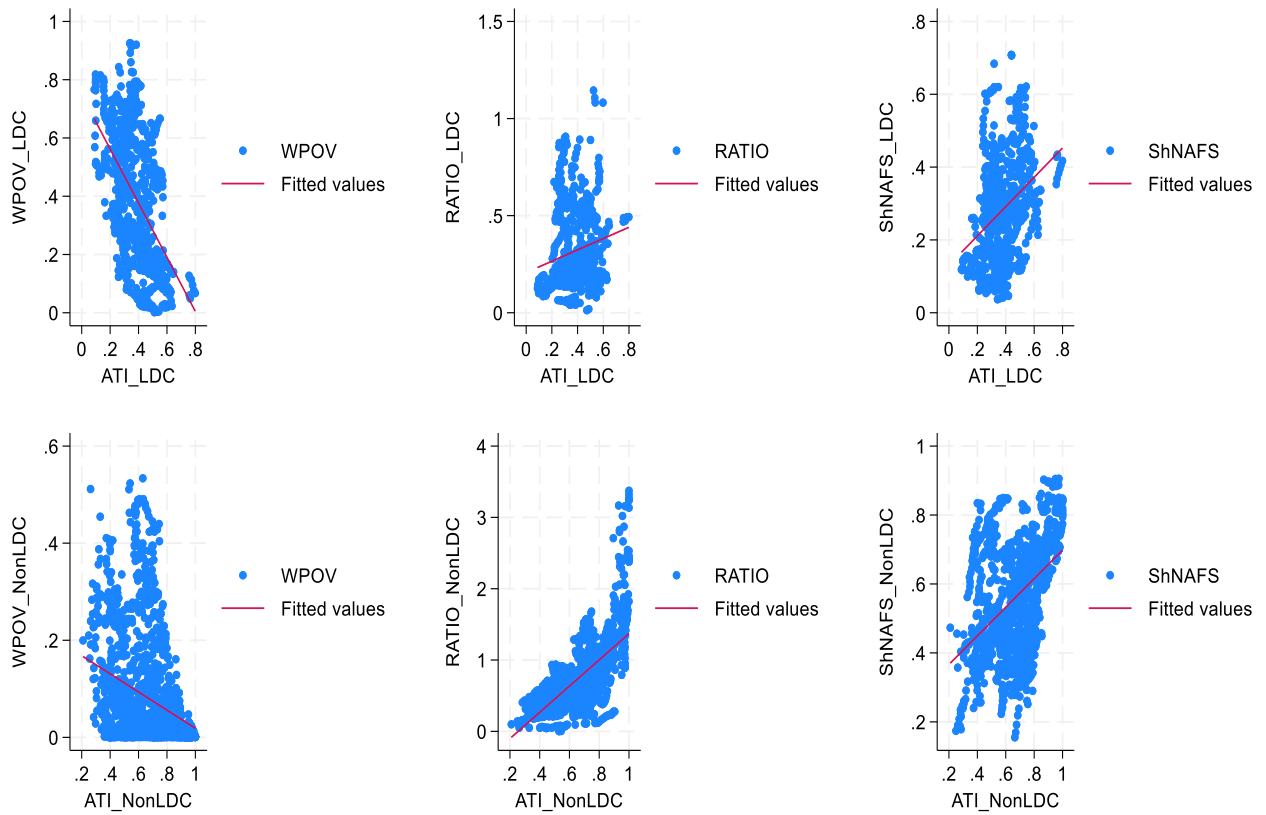 WPOV_LDC
1
.8
.6
.4
.2
0
0 .2 .4 .6 .8
ATI_LDC
WPOV
Fitted values
RATIO_LDC
1.5
1
.5
0
0 .2 .4 .6 .8
ATI_LDC
RATIO
Fitted values
ShNAFS_LDC
.8
.6
.4
.2
0
0 .2 .4 .6 .8
ATI_LDC
ShNAFS
Fitted values
WPOV_NonLDC
.6
.4
.2
0
.2 .4 .6 .8 1
ATI_NonLDC
WPOV
Fitted values
RATIO_NonLDC
4
3
2
1
0
.2 .4 .6 .8 1
ATI_NonLDC
RATIO
Fitted values
ShNAFS_NonLDC
1
.8
.6
.4
.2
.2 .4 .6 .8 1
ATI_NonLDC
ShNAFS
Fitted values